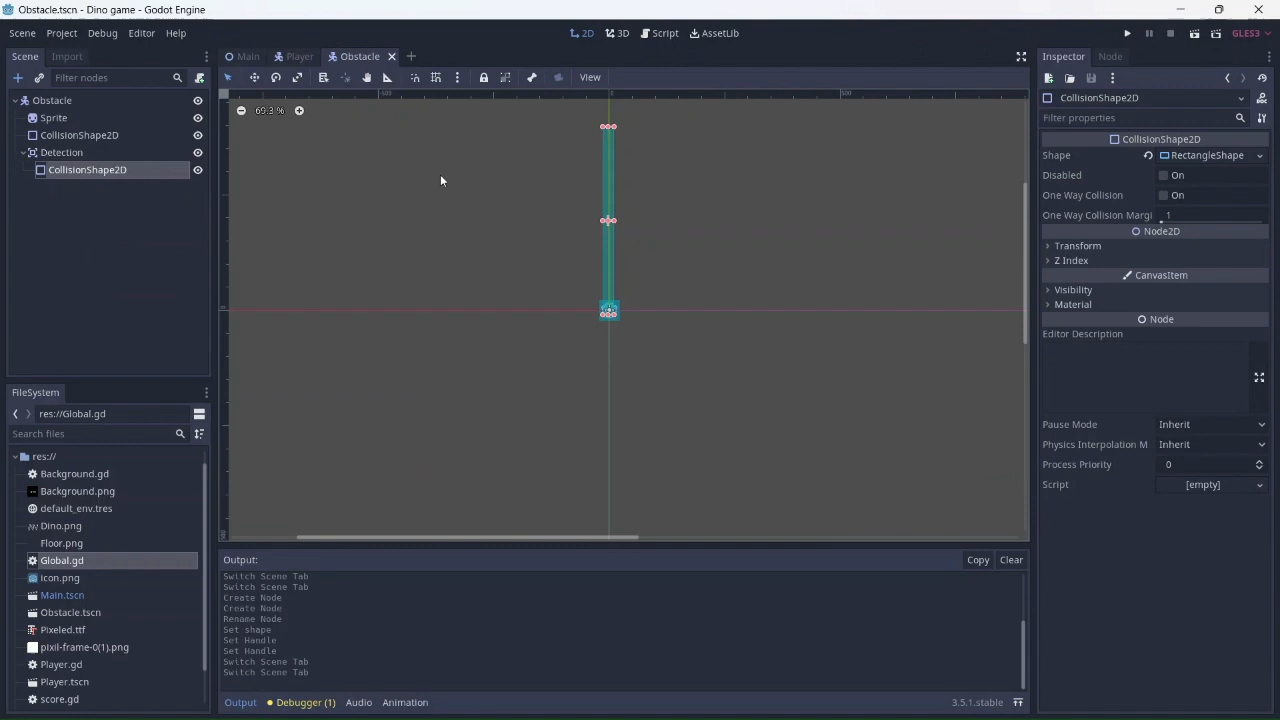 Obstacle.tscn - Dino game - Godot Engine
Scene Project Debug Editor Help
2D 3D Script AssetLib
GLES3
Scene Import
Filter nodes
Obstacle
Sprite
CollisionShape2D
Detection
CollisionShape2D
FileSystem
res://Global.gd
Search files
res://
Background.gd
Background.png
default_env.tres
Dino.png
Floor.png
Global.gd
icon.png
Main.tscn
Obstacle.tscn
Pixeled.ttf
pixil-frame-0(1).png
Player.gd
Player.tscn
score.gd
Main Player Obstacle
View
69.3 %
Output:
Copy Clear
Switch Scene Tab
Switch Scene Tab
Create Node
Create Node
Rename Node
Set shape
Set Handle
Set Handle
Switch Scene Tab
Switch Scene Tab
Output Debugger (1) Audio Animation
3.5.1.stable
Inspector Node
CollisionShape2D
Filter properties
CollisionShape2D
Shape RectangleShape
Disabled On
One Way Collision On
One Way Collision Margi 1
Node2D
Transform
Z Index
CanvasItem
Visibility
Material
Node
Editor Description
Pause Mode Inherit
Physics Interpolation M Inherit
Process Priority 0
Script [empty]